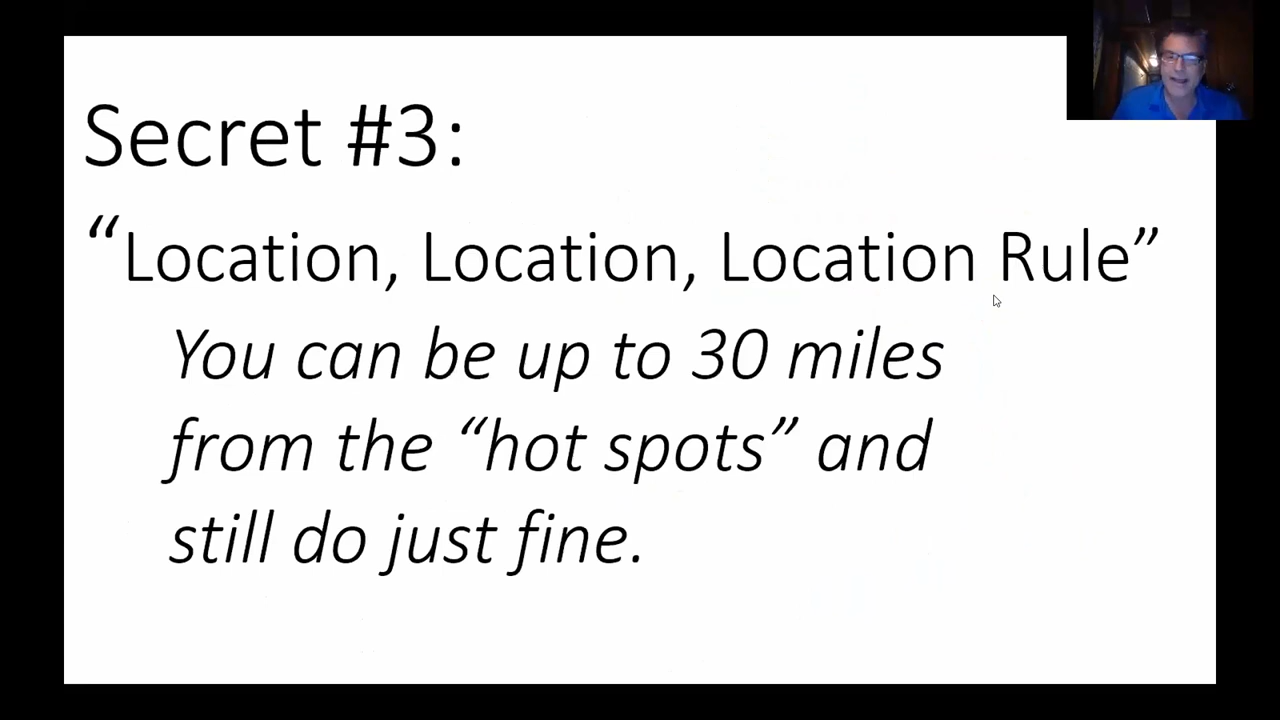 Secret #3:
“Location, Location, Location Rule”
You can be up to 30 miles
from the “hot spots” and
still do just fine.